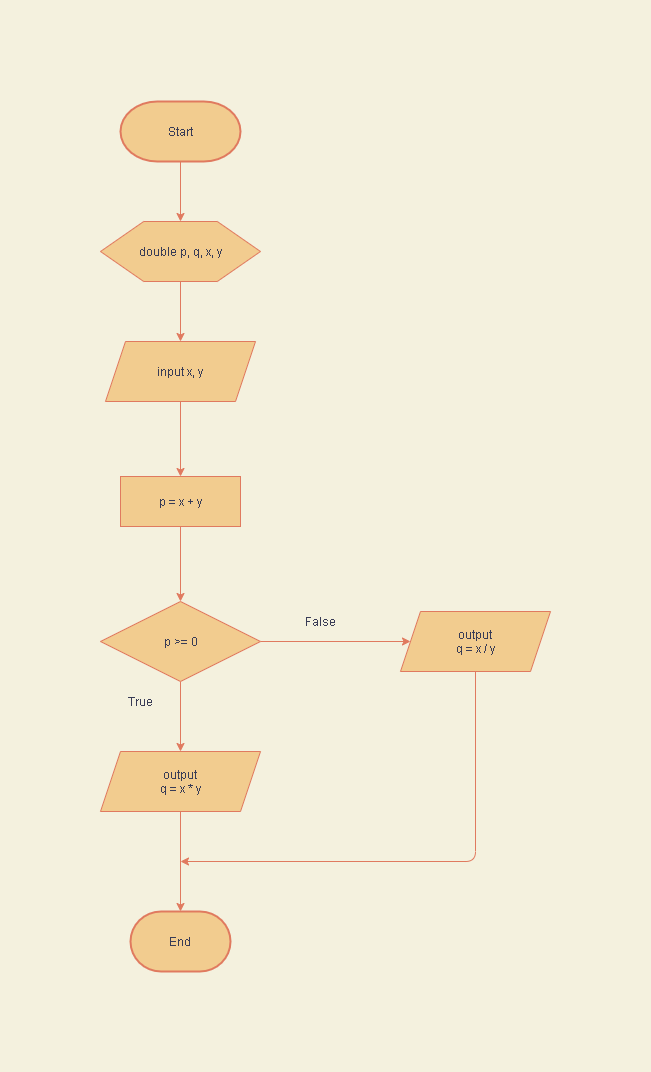 Start
double p, q, x, y
input x, y
p = x + y
p >= 0
False
output
q = x / y
True
output
q = x * y
End